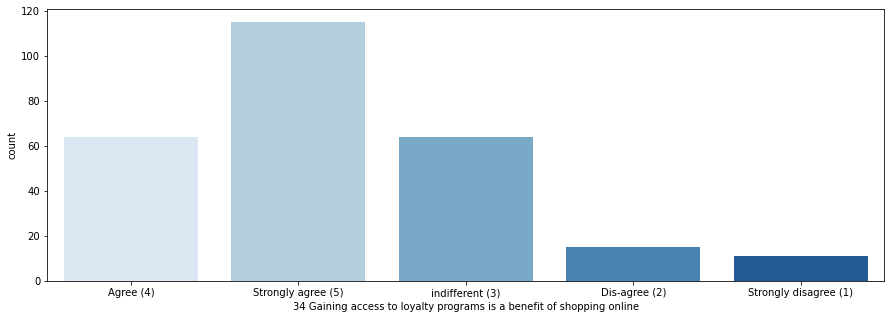 120
100
80
60
40
20
0
count
Agree (4) Strongly agree (5) indifferent (3) Dis-agree (2) Strongly disagree (1)
34 Gaining access to loyalty programs is a benefit of shopping online